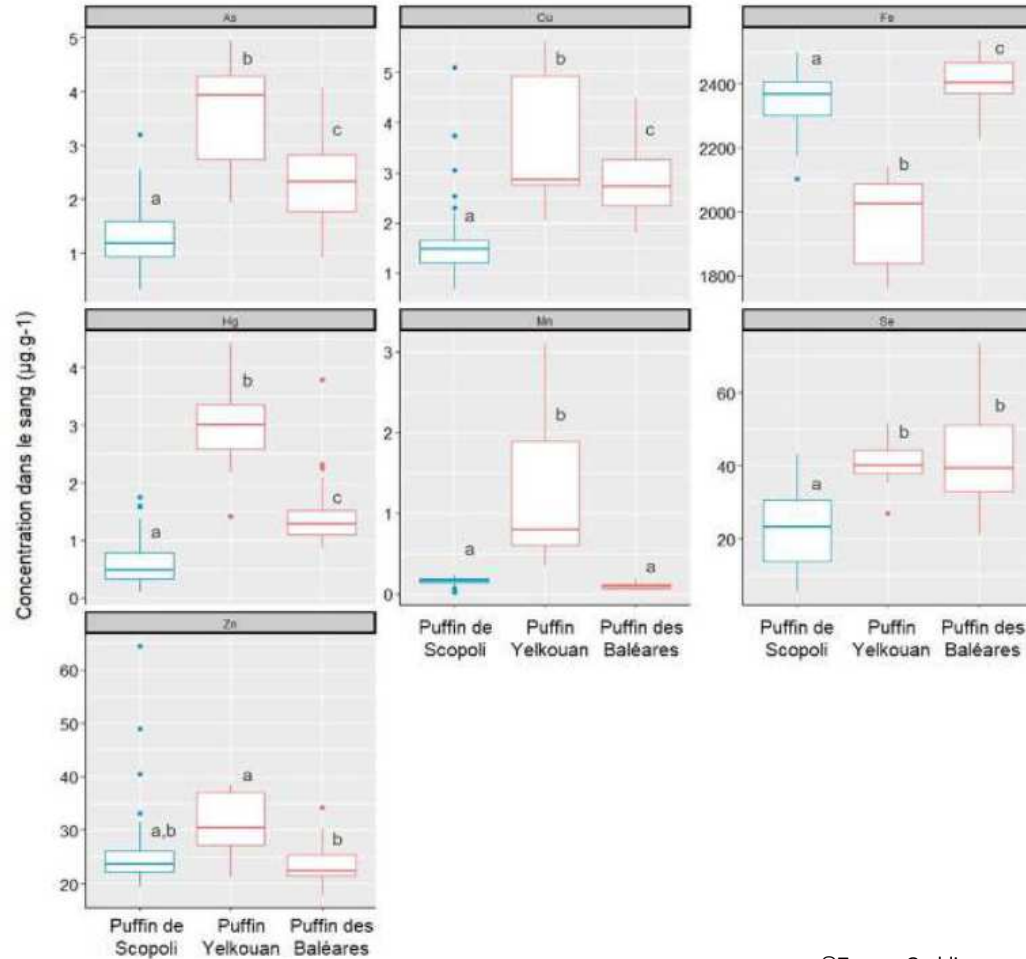 As
Cu
Fe
5
4
3
2
1
a
b
c
5
4
3
2
1
a
b
c
2400
2200
2000
1800
a
b
c
Concentration dans le sang (µg.g-1)
Hg
Mn
Se
4
3
2
1
0
a
b
c
3
2
1
0
a
b
a
60
40
20
a
b
b
Puffin de Scopoli
Puffin Yelkouan
Puffin des Baléares
Puffin de Scopoli
Puffin Yelkouan
Puffin des Baléares
Zn
60
50
40
30
20
a,b
a
b
Puffin de Scopoli
Puffin Yelkouan
Puffin des Baléares